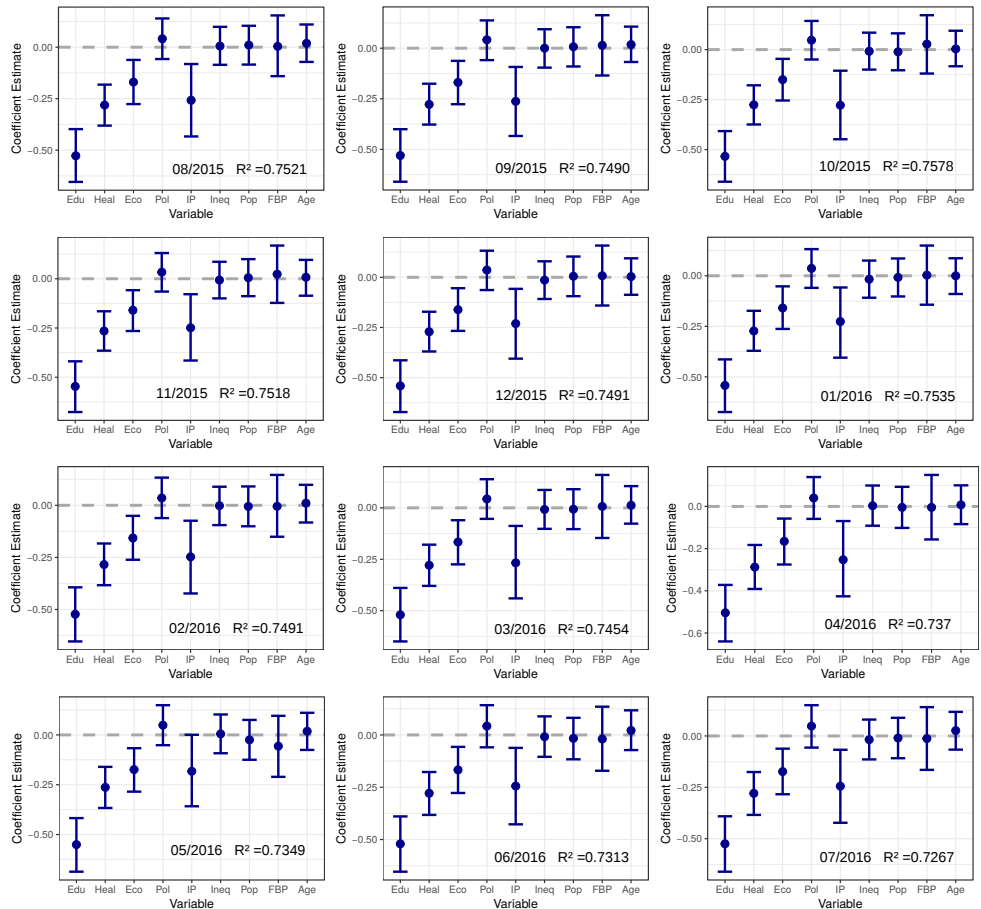 Coefficient Estimate
0.00
−0.25
−0.50
08/2015 R² =0.7521
Edu Heal Eco Pol IP Ineq Pop FBP Age
Variable
Coefficient Estimate
0.00
−0.25
−0.50
09/2015 R² =0.7490
Edu Heal Eco Pol IP Ineq Pop FBP Age
Variable
Coefficient Estimate
0.00
−0.25
−0.50
10/2015 R² =0.7578
Edu Heal Eco Pol IP Ineq Pop FBP Age
Variable
Coefficient Estimate
0.00
−0.25
−0.50
11/2015 R² =0.7518
Edu Heal Eco Pol IP Ineq Pop FBP Age
Variable
Coefficient Estimate
0.00
−0.25
−0.50
12/2015 R² =0.7491
Edu Heal Eco Pol IP Ineq Pop FBP Age
Variable
Coefficient Estimate
0.00
−0.25
−0.50
01/2016 R² =0.7535
Edu Heal Eco Pol IP Ineq Pop FBP Age
Variable
Coefficient Estimate
0.00
−0.25
−0.50
02/2016 R² =0.7491
Edu Heal Eco Pol IP Ineq Pop FBP Age
Variable
Coefficient Estimate
0.00
−0.25
−0.50
03/2016 R² =0.7454
Edu Heal Eco Pol IP Ineq Pop FBP Age
Variable
Coefficient Estimate
0.0
−0.2
−0.4
−0.6
04/2016 R² =0.737
Edu Heal Eco Pol IP Ineq Pop FBP Age
Variable
Coefficient Estimate
0.00
−0.25
−0.50
05/2016 R² =0.7349
Edu Heal Eco Pol IP Ineq Pop FBP Age
Variable
Coefficient Estimate
0.00
−0.25
−0.50
06/2016 R² =0.7313
Edu Heal Eco Pol IP Ineq Pop FBP Age
Variable
Coefficient Estimate
0.00
−0.25
−0.50
07/2016 R² =0.7267
Edu Heal Eco Pol IP Ineq Pop FBP Age
Variable